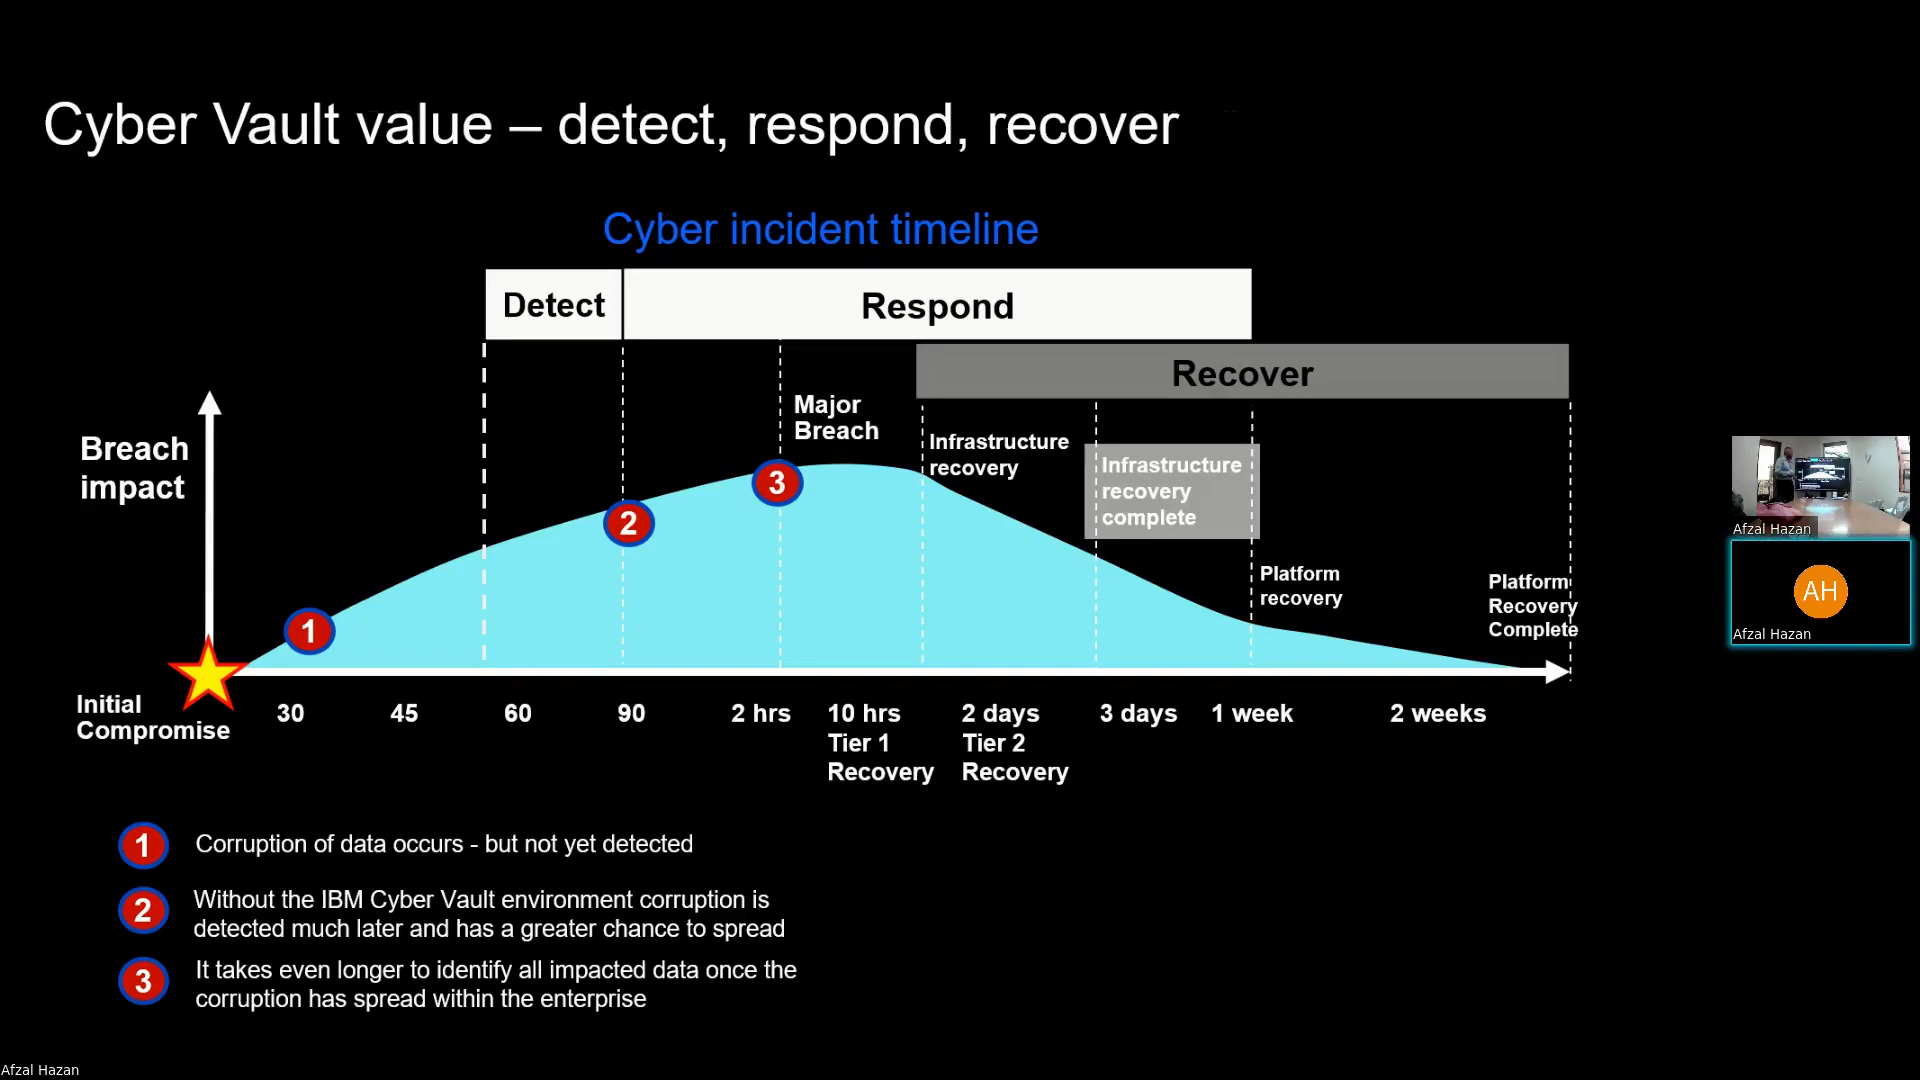 Cyber Vault value – detect, respond, recover
Cyber incident timeline
Detect
Respond
Recover
Breach
impact
Major
Breach
Infrastructure
recovery
Infrastructure
recovery
complete
Platform
recovery
Platform
Recovery
Complete
1
2
3
Initial
Compromise
30
45
60
90
2 hrs
10 hrs
Tier 1
Recovery
2 days
Tier 2
Recovery
3 days
1 week
2 weeks
1 Corruption of data occurs - but not yet detected
2 Without the IBM Cyber Vault environment corruption is
detected much later and has a greater chance to spread
3 It takes even longer to identify all impacted data once the
corruption has spread within the enterprise
Afzal Hazan
AH
Afzal Hazan
Afzal Hazan